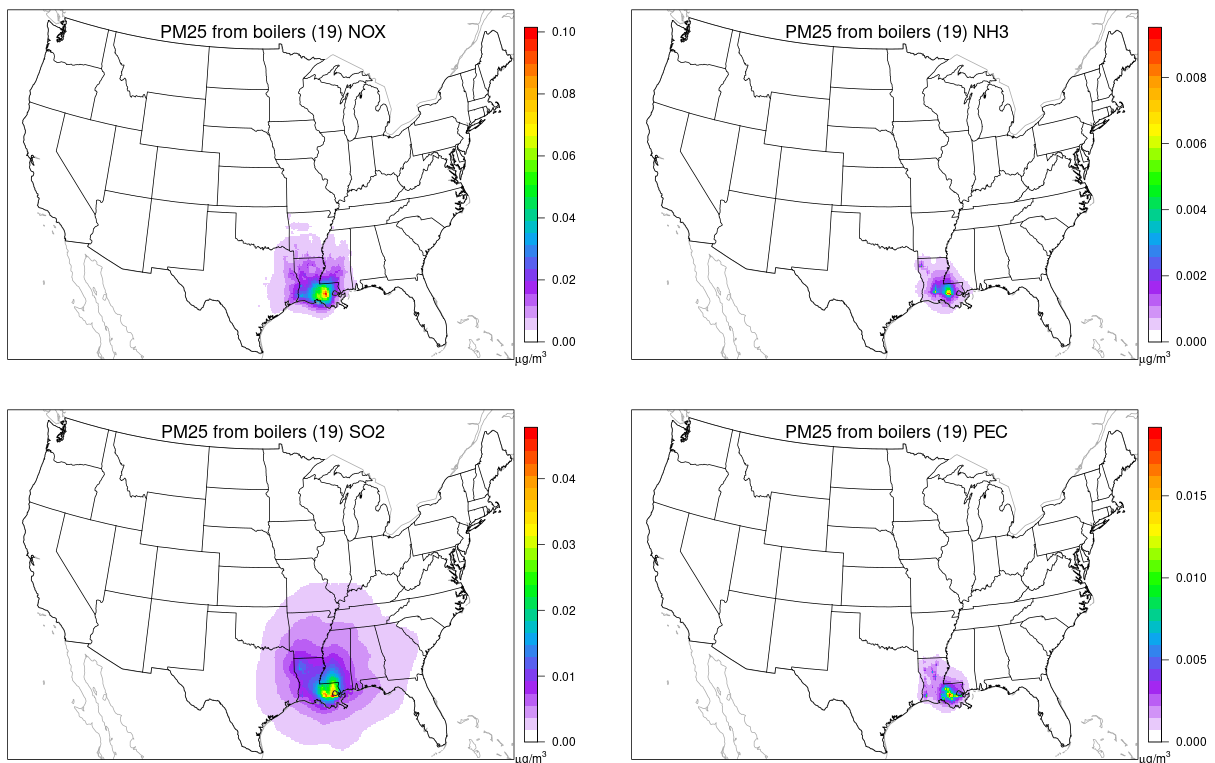 PM25 from boilers (19) NOX
0.10
0.08
0.06
0.04
0.02
0.00
µg/m³
PM25 from boilers (19) NH3
0.008
0.006
0.004
0.002
0.000
µg/m³
PM25 from boilers (19) SO2
0.04
0.03
0.02
0.01
0.00
µg/m³
PM25 from boilers (19) PEC
0.015
0.010
0.005
0.000
µg/m³